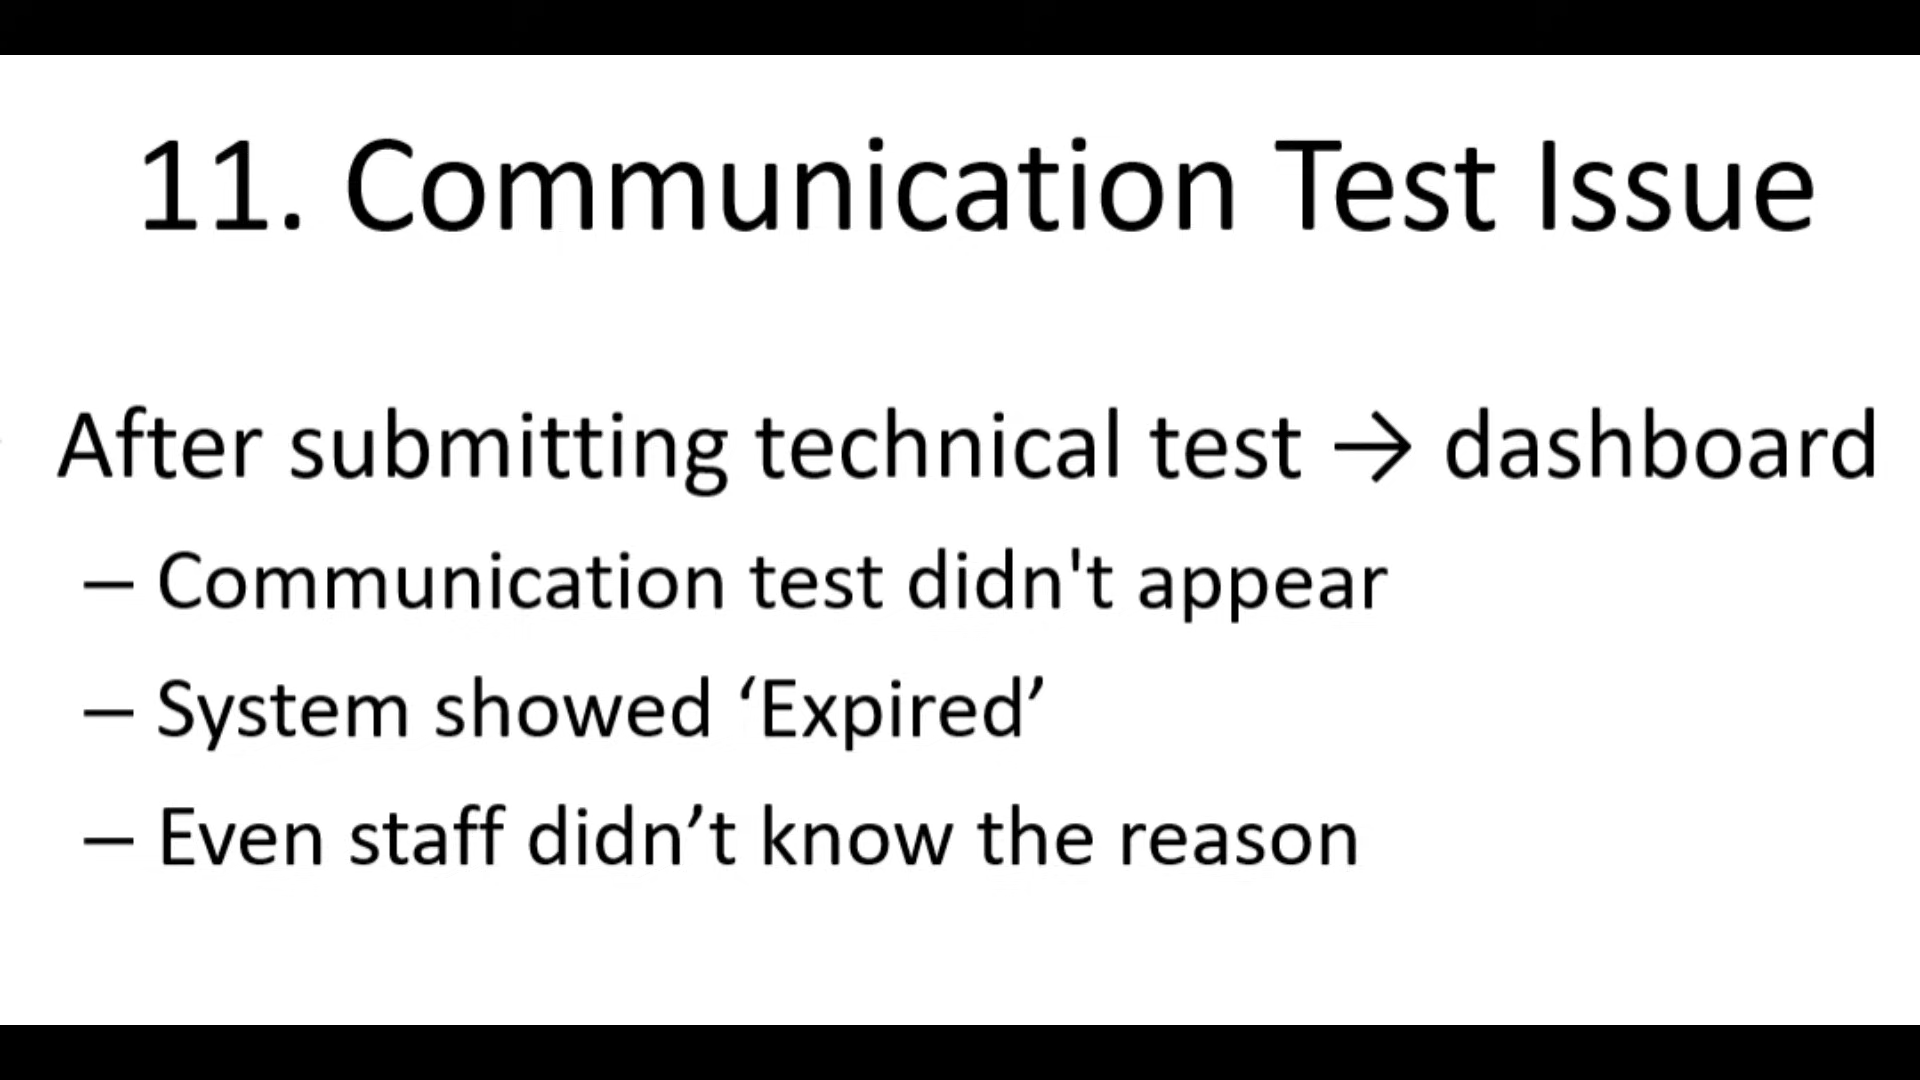 11. Communication Test Issue
After submitting technical test → dashboard
– Communication test didn't appear
– System showed ‘Expired’
– Even staff didn’t know the reason